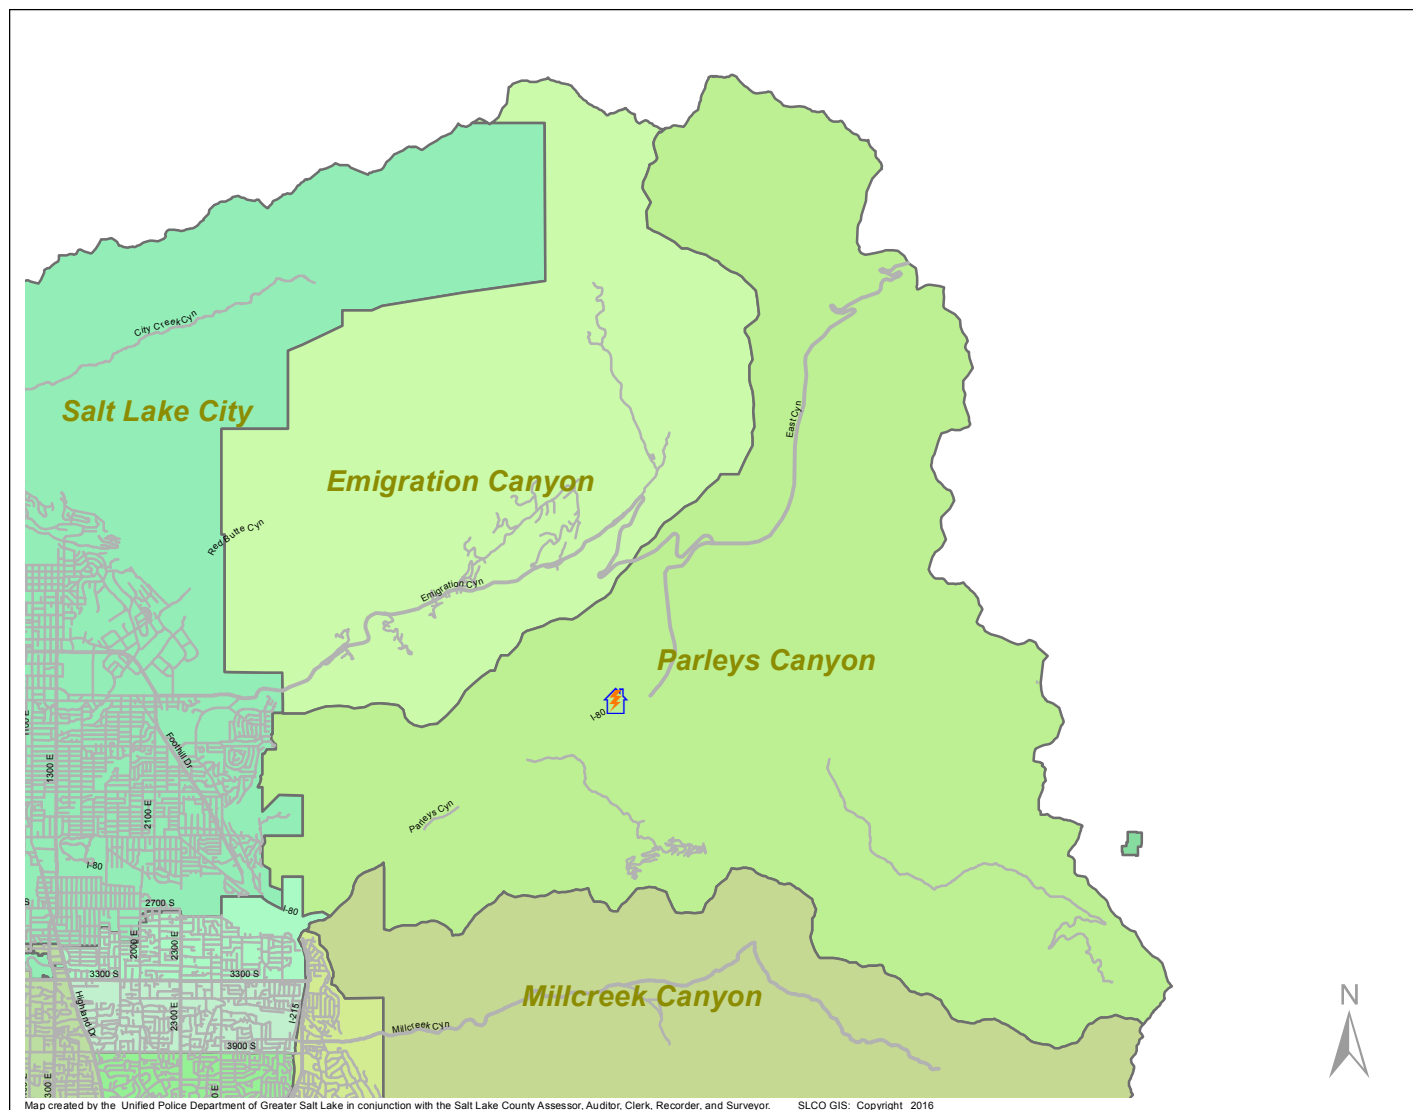 City Creek Cyn
Salt Lake City
East Cyn
Emigration Canyon
Red Butte Cyn
Emigration Cyn
Parleys Canyon
I-80
Foothill Dr
1300 E
2100 E
Parleys Cyn
I-80
2700 S
I-80
2000 E
2300 E
3300 S
3300 S
Millcreek Canyon
N
Highland Dr
2300 E
I-215
Millcreek Cyn
3900 S
Map created by the Unified Police Department of Greater Salt Lake in conjunction with the Salt Lake County Assessor, Auditor, Clerk, Recorder, and Surveyor. SLCO GIS: Copyright 2016